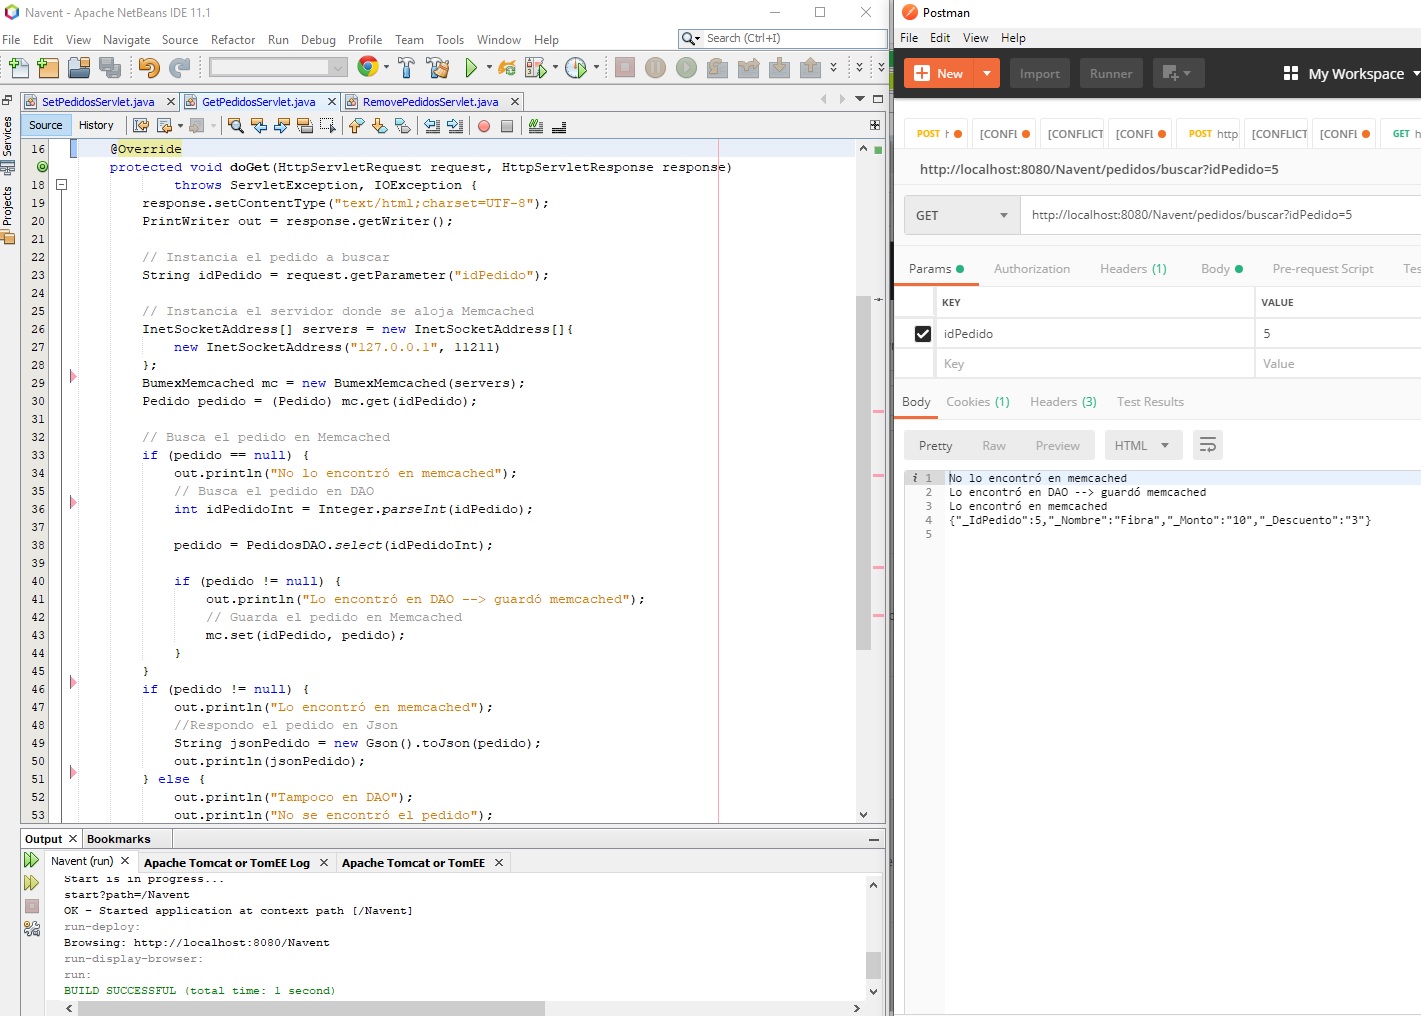 Navent - Apache NetBeans IDE 11.1
File Edit View Navigate Source Refactor Run Debug Profile Team Tools Window Help
Search (Ctrl+I)
SetPedidosServlet.java
GetPedidosServlet.java
RemovePedidosServlet.java
Source History
Services
Projects
16 @Override
protected void doGet(HttpServletRequest request, HttpServletResponse response)
18 throws ServletException, IOException {
19 response.setContentType("text/html;charset=UTF-8");
20 PrintWriter out = response.getWriter();
21
22 // Instancia el pedido a buscar
23 String idPedido = request.getParameter("idPedido");
24
25 // Instancia el servidor donde se aloja Memcached
26 InetSocketAddress[] servers = new InetSocketAddress[]{
27 new InetSocketAddress("127.0.0.1", 11211)
28 };
29 BumexMemcached mc = new BumexMemcached(servers);
30 Pedido pedido = (Pedido) mc.get(idPedido);
31
32 // Busca el pedido en Memcached
33 if (pedido == null) {
34 out.println("No lo encontró en memcached");
35 // Busca el pedido en DAO
36 int idPedidoInt = Integer.parseInt(idPedido);
37
38 pedido = PedidosDAO.select(idPedidoInt);
39
40 if (pedido != null) {
41 out.println("Lo encontró en DAO --> guardó memcached");
42 // Guarda el pedido en Memcached
43 mc.set(idPedido, pedido);
44 }
45 }
46 if (pedido != null) {
47 out.println("Lo encontró en memcached");
48 //Respondo el pedido en Json
49 String jsonPedido = new Gson().toJson(pedido);
50 out.println(jsonPedido);
51 } else {
52 out.println("Tampoco en DAO");
53 out.println("No se encontró el pedido");
Output Bookmarks
Navent (run) Apache Tomcat or TomEE Log Apache Tomcat or TomEE
Start is in progress...
start?path=/Navent
OK - Started application at context path [/Navent]
run-deploy:
Browsing: http://localhost:8080/Navent
run-display-browser:
run:
BUILD SUCCESSFUL (total time: 1 second)
Postman
File Edit View Help
New Import Runner My Workspace
POST [CONFL [CONFLICT [CONFL POST http [CONFLICT [CONFL GET h
http://localhost:8080/Navent/pedidos/buscar?idPedido=5
GET http://localhost:8080/Navent/pedidos/buscar?idPedido=5
Params Authorization Headers (1) Body Pre-request Script Tes
KEY VALUE
idPedido 5
Key Value
Body Cookies (1) Headers (3) Test Results
Pretty Raw Preview HTML
i 1 No lo encontró en memcached
2 Lo encontró en DAO --> guardó memcached
3 Lo encontró en memcached
4 {"_IdPedido":5,"_Nombre":"Fibra","_Monto":"10","_Descuento":"3"}
5